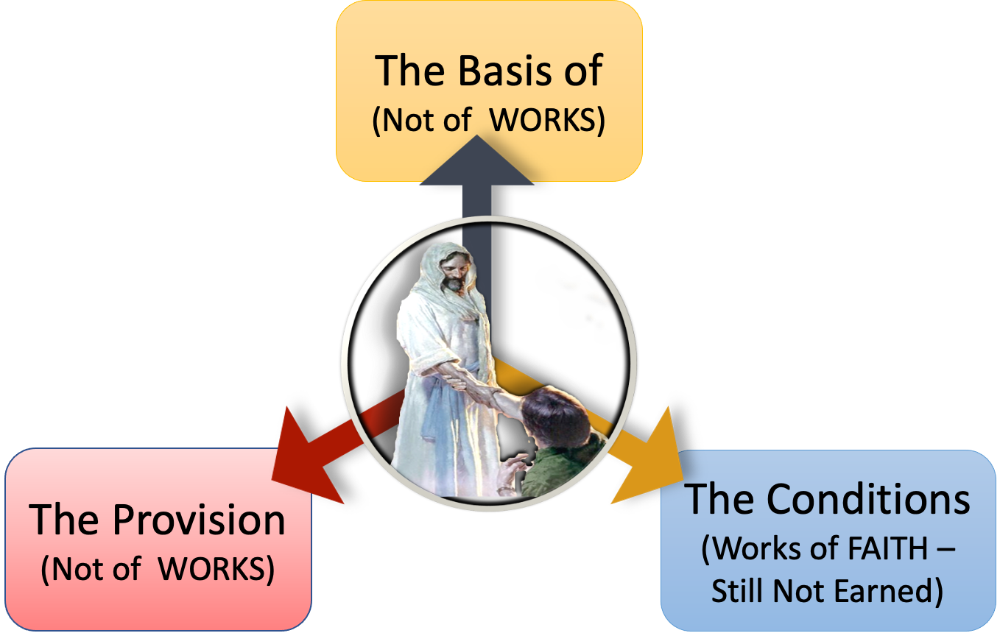 The Basis of
(Not of WORKS)
The Provision
(Not of WORKS)
The Conditions
(Works of FAITH –
Still Not Earned)